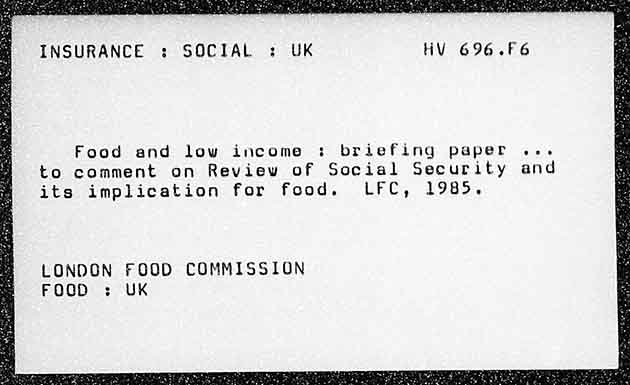 INSURANCE : SOCIAL : UK HV 696.F6
Food and low income : briefing paper ...
to comment on Review of Social Security and
its implication for food. LFC, 1985.
LONDON FOOD COMMISSION
FOOD : UK